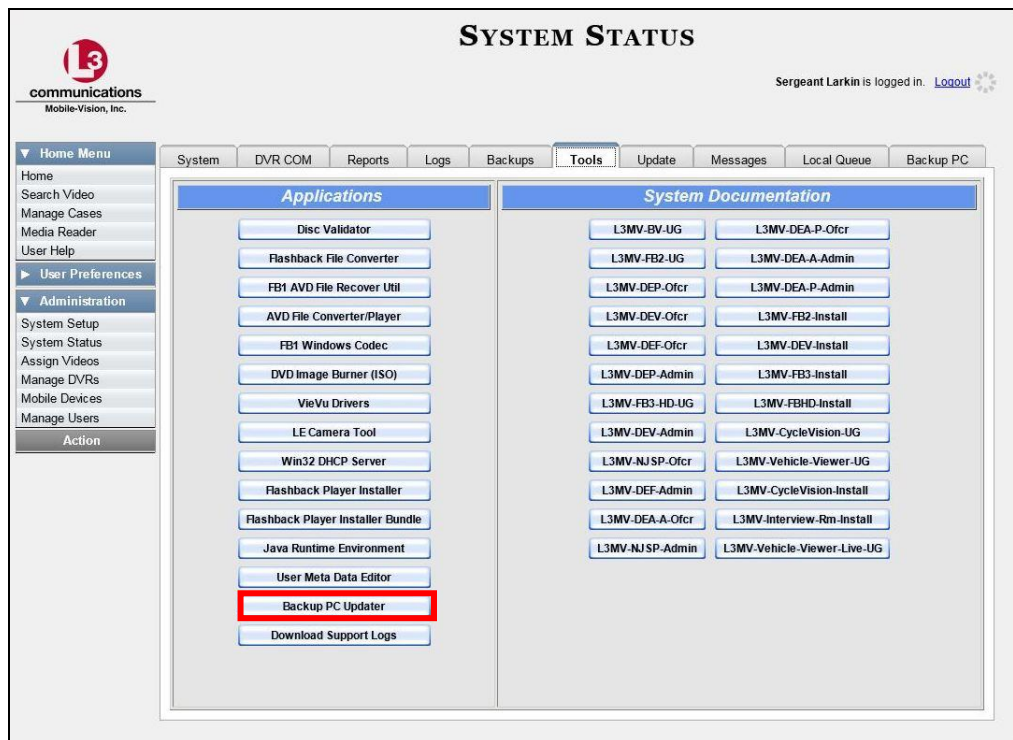 SYSTEM STATUS
L3
communications
Mobile-Vision, Inc.
Sergeant Larkin is logged in. Logout
▼ Home Menu
Home
Search Video
Manage Cases
Media Reader
User Help
▶ User Preferences
▼ Administration
System Setup
System Status
Assign Videos
Manage DVRs
Mobile Devices
Manage Users
Action
System DVR COM Reports Logs Backups Tools Update Messages Local Queue Backup PC
Applications
Disc Validator
Flashback File Converter
FB1 AVD File Recover Util
AVD File Converter/Player
FB1 Windows Codec
DVD Image Burner (ISO)
VieVu Drivers
LE Camera Tool
Win32 DHCP Server
Flashback Player Installer
Flashback Player Installer Bundle
Java Runtime Environment
User Meta Data Editor
Backup PC Updater
Download Support Logs
System Documentation
L3MV-BV-UG L3MV-DEA-P-Ofcr
L3MV-FB2-UG L3MV-DEA-A-Admin
L3MV-DEP-Ofcr L3MV-DEA-P-Admin
L3MV-DEV-Ofcr L3MV-FB2-Install
L3MV-DEF-Ofcr L3MV-DEV-Install
L3MV-DEP-Admin L3MV-FB3-Install
L3MV-FB3-HD-UG L3MV-FBHD-Install
L3MV-DEV-Admin L3MV-CycleVision-UG
L3MV-NJSP-Ofcr L3MV-Vehicle-Viewer-UG
L3MV-DEF-Admin L3MV-CycleVision-Install
L3MV-DEA-A-Ofcr L3MV-Interview-Rm-Install
L3MV-NJSP-Admin L3MV-Vehicle-Viewer-Live-UG